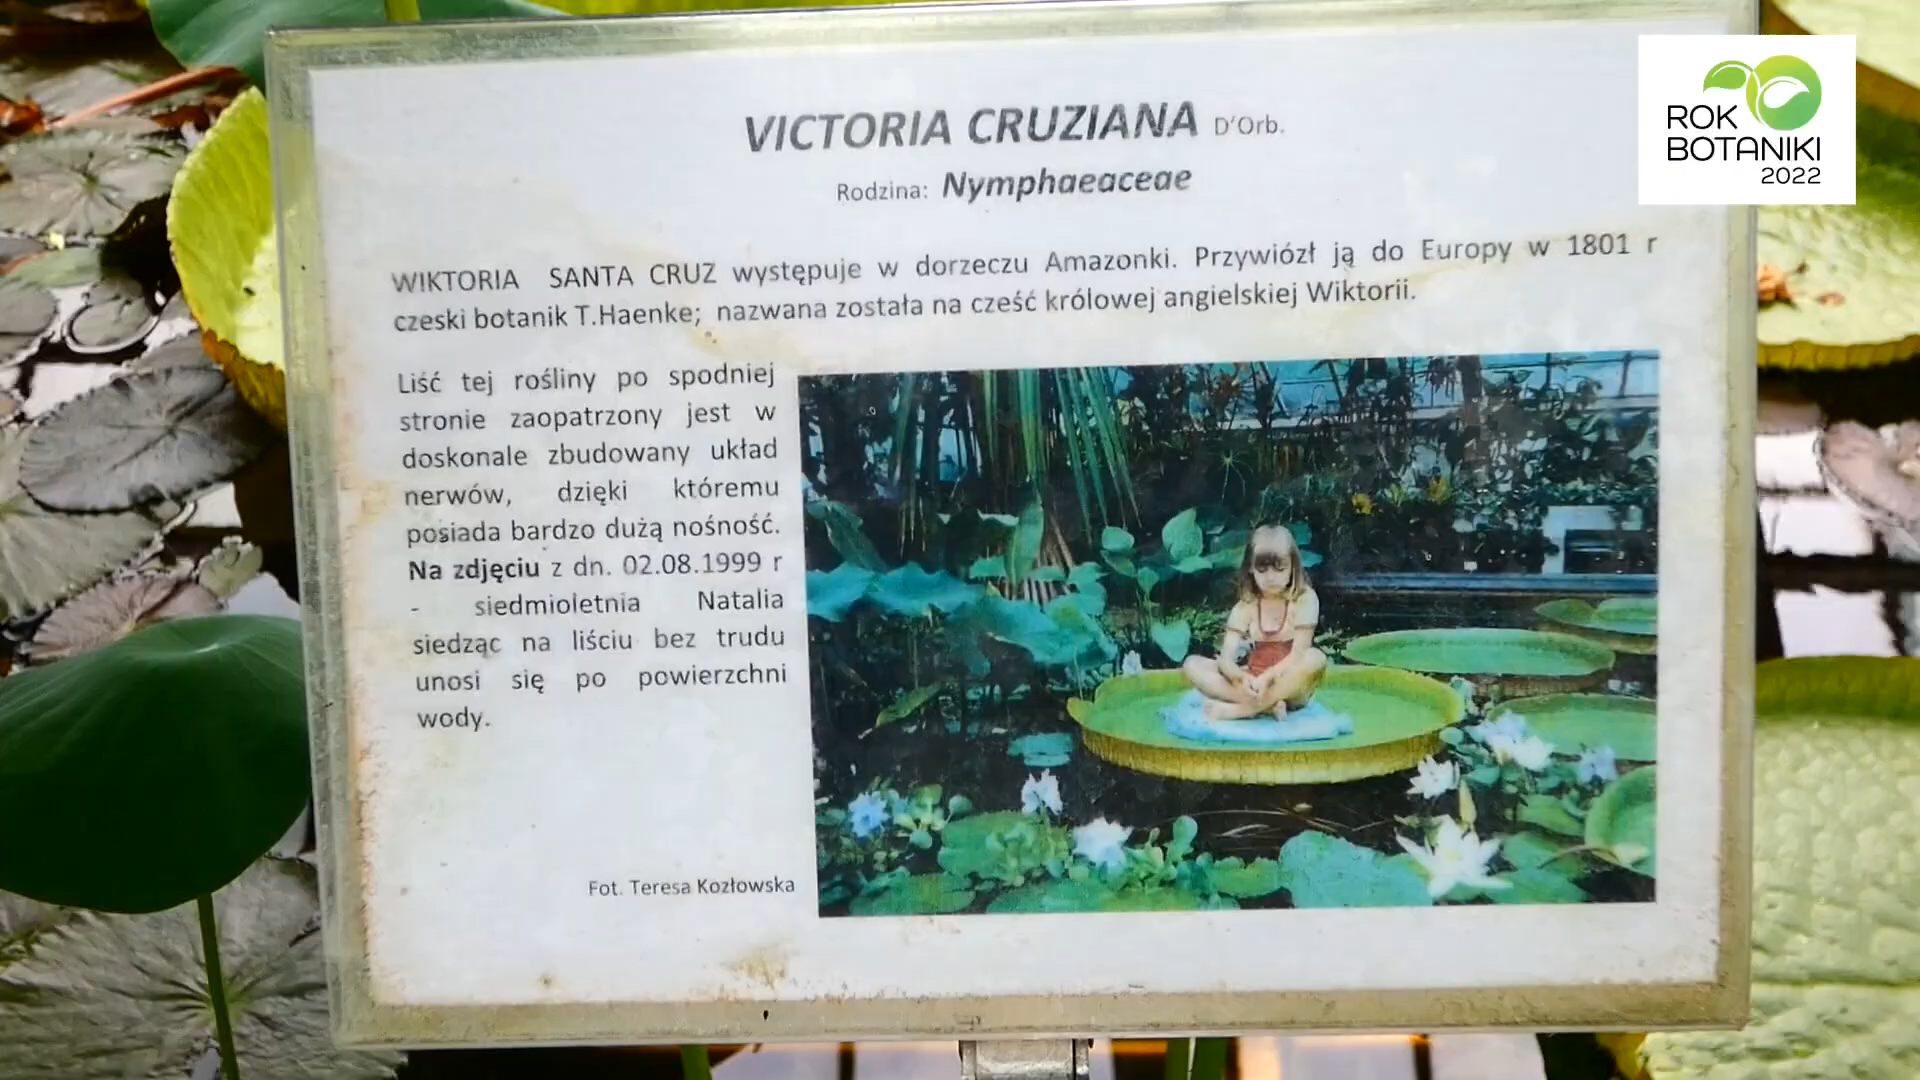 VICTORIA CRUZIANA D'Orb.
Rodzina: Nymphaeaceae
WIKTORIA SANTA CRUZ występuje w dorzeczu Amazonki. Przywiózł ją do Europy w 1801 r
czeski botanik T.Haenke; nazwana została na cześć królowej angielskiej Wiktorii.
Liść tej rośliny po spodniej
stronie zaopatrzony jest w
doskonale zbudowany układ
nerwów, dzięki któremu
posiada bardzo dużą nośność.
Na zdjęciu z dn. 02.08.1999 r
- siedmioletnia Natalia
siedząc na liściu bez trudu
unosi się po powierzchni
wody.
Fot. Teresa Kozłowska
ROK
BOTANIKI
2022